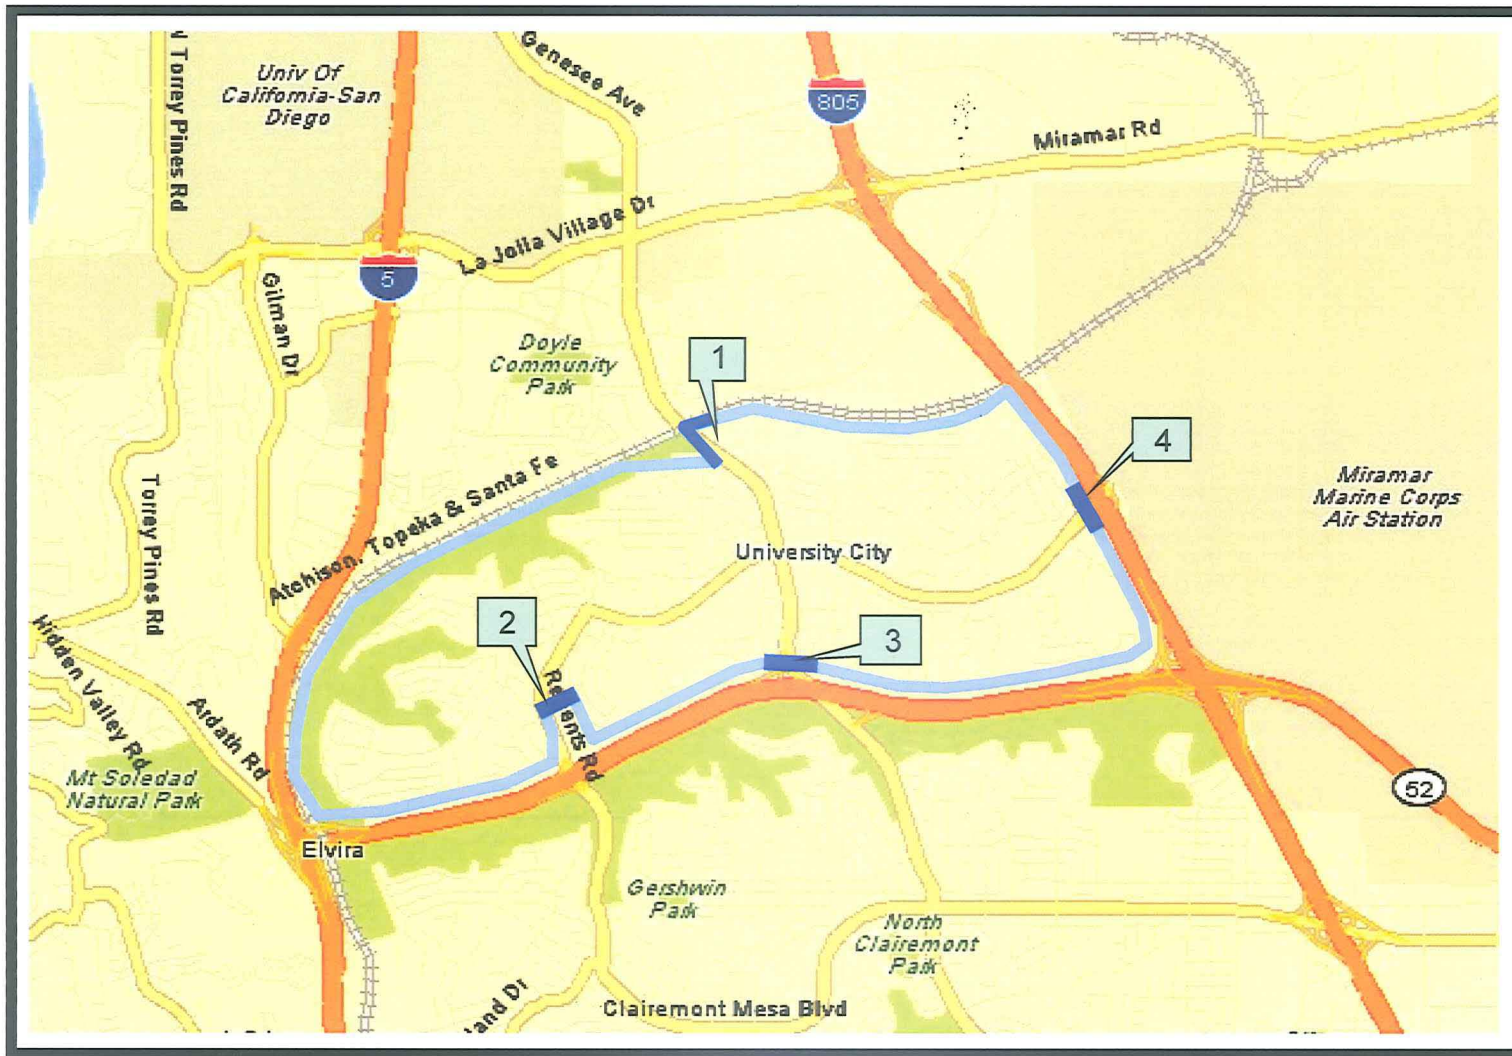 N Torrey Pines Rd
Univ Of
California-San
Diego
Genesee Ave
805
Miramar Rd
La Jolla Village Dr
5
Gilman Dr
Doyle
Community
Park
1
4
Miramar
Marine Corps
Air Station
Atchison, Topeka & Santa Fe
Torrey Pines Rd
University City
2
3
Regents Rd
Hidden Valley Rd
Ardath Rd
Mt Soledad
Natural Park
52
Elvira
Gershwin
Park
North
Clairemont
Park
Clairemont Mesa Blvd
land Dr